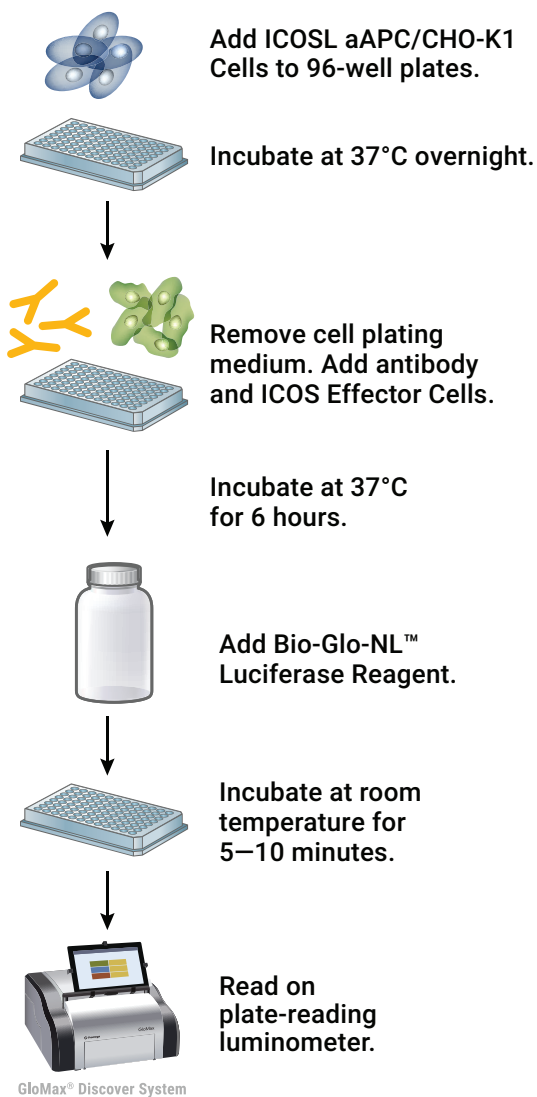 Add ICOSL aAPC/CHO-K1
Cells to 96-well plates.
Incubate at 37°C overnight.
Remove cell plating
medium. Add antibody
and ICOS Effector Cells.
Incubate at 37°C
for 6 hours.
Add Bio-Glo-NL™
Luciferase Reagent.
Incubate at room
temperature for
5—10 minutes.
Read on
plate-reading
luminometer.
GloMax
GloMax® Discover System